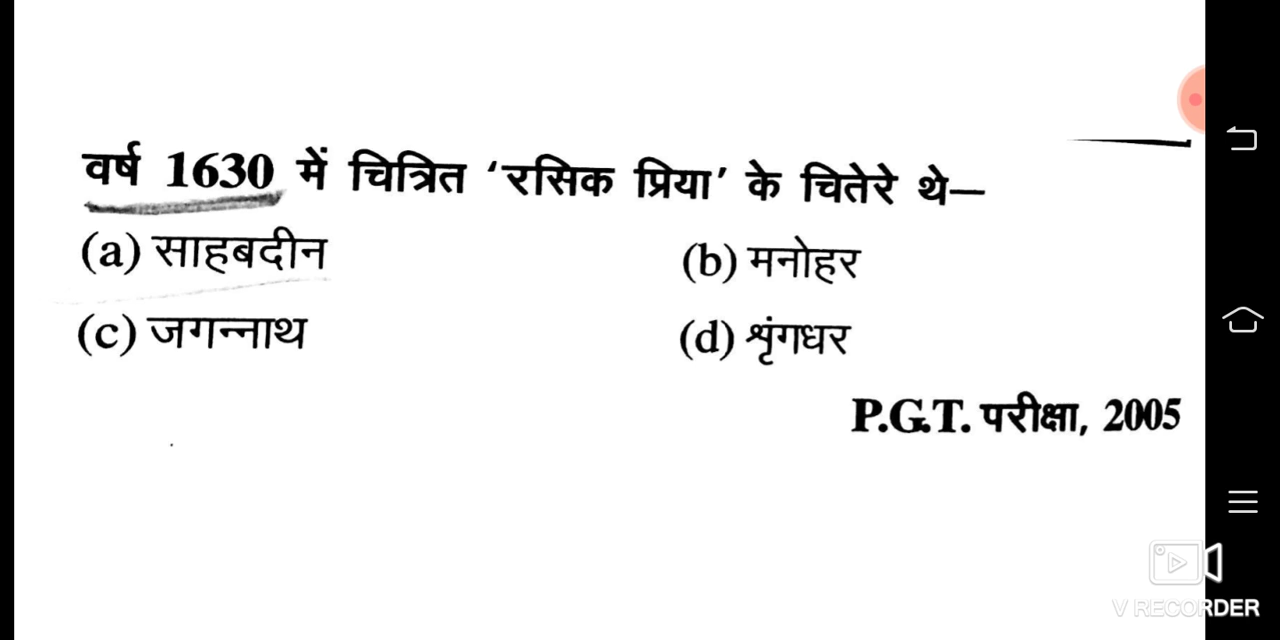 वर्ष 1630 में चित्रित ‘रसिक प्रिया’ के चितेरे थे—
(a) साहबदीन (b) मनोहर
(c) जगन्नाथ (d) श्रृंगधर
P.G.T. परीक्षा, 2005
V RECORDER